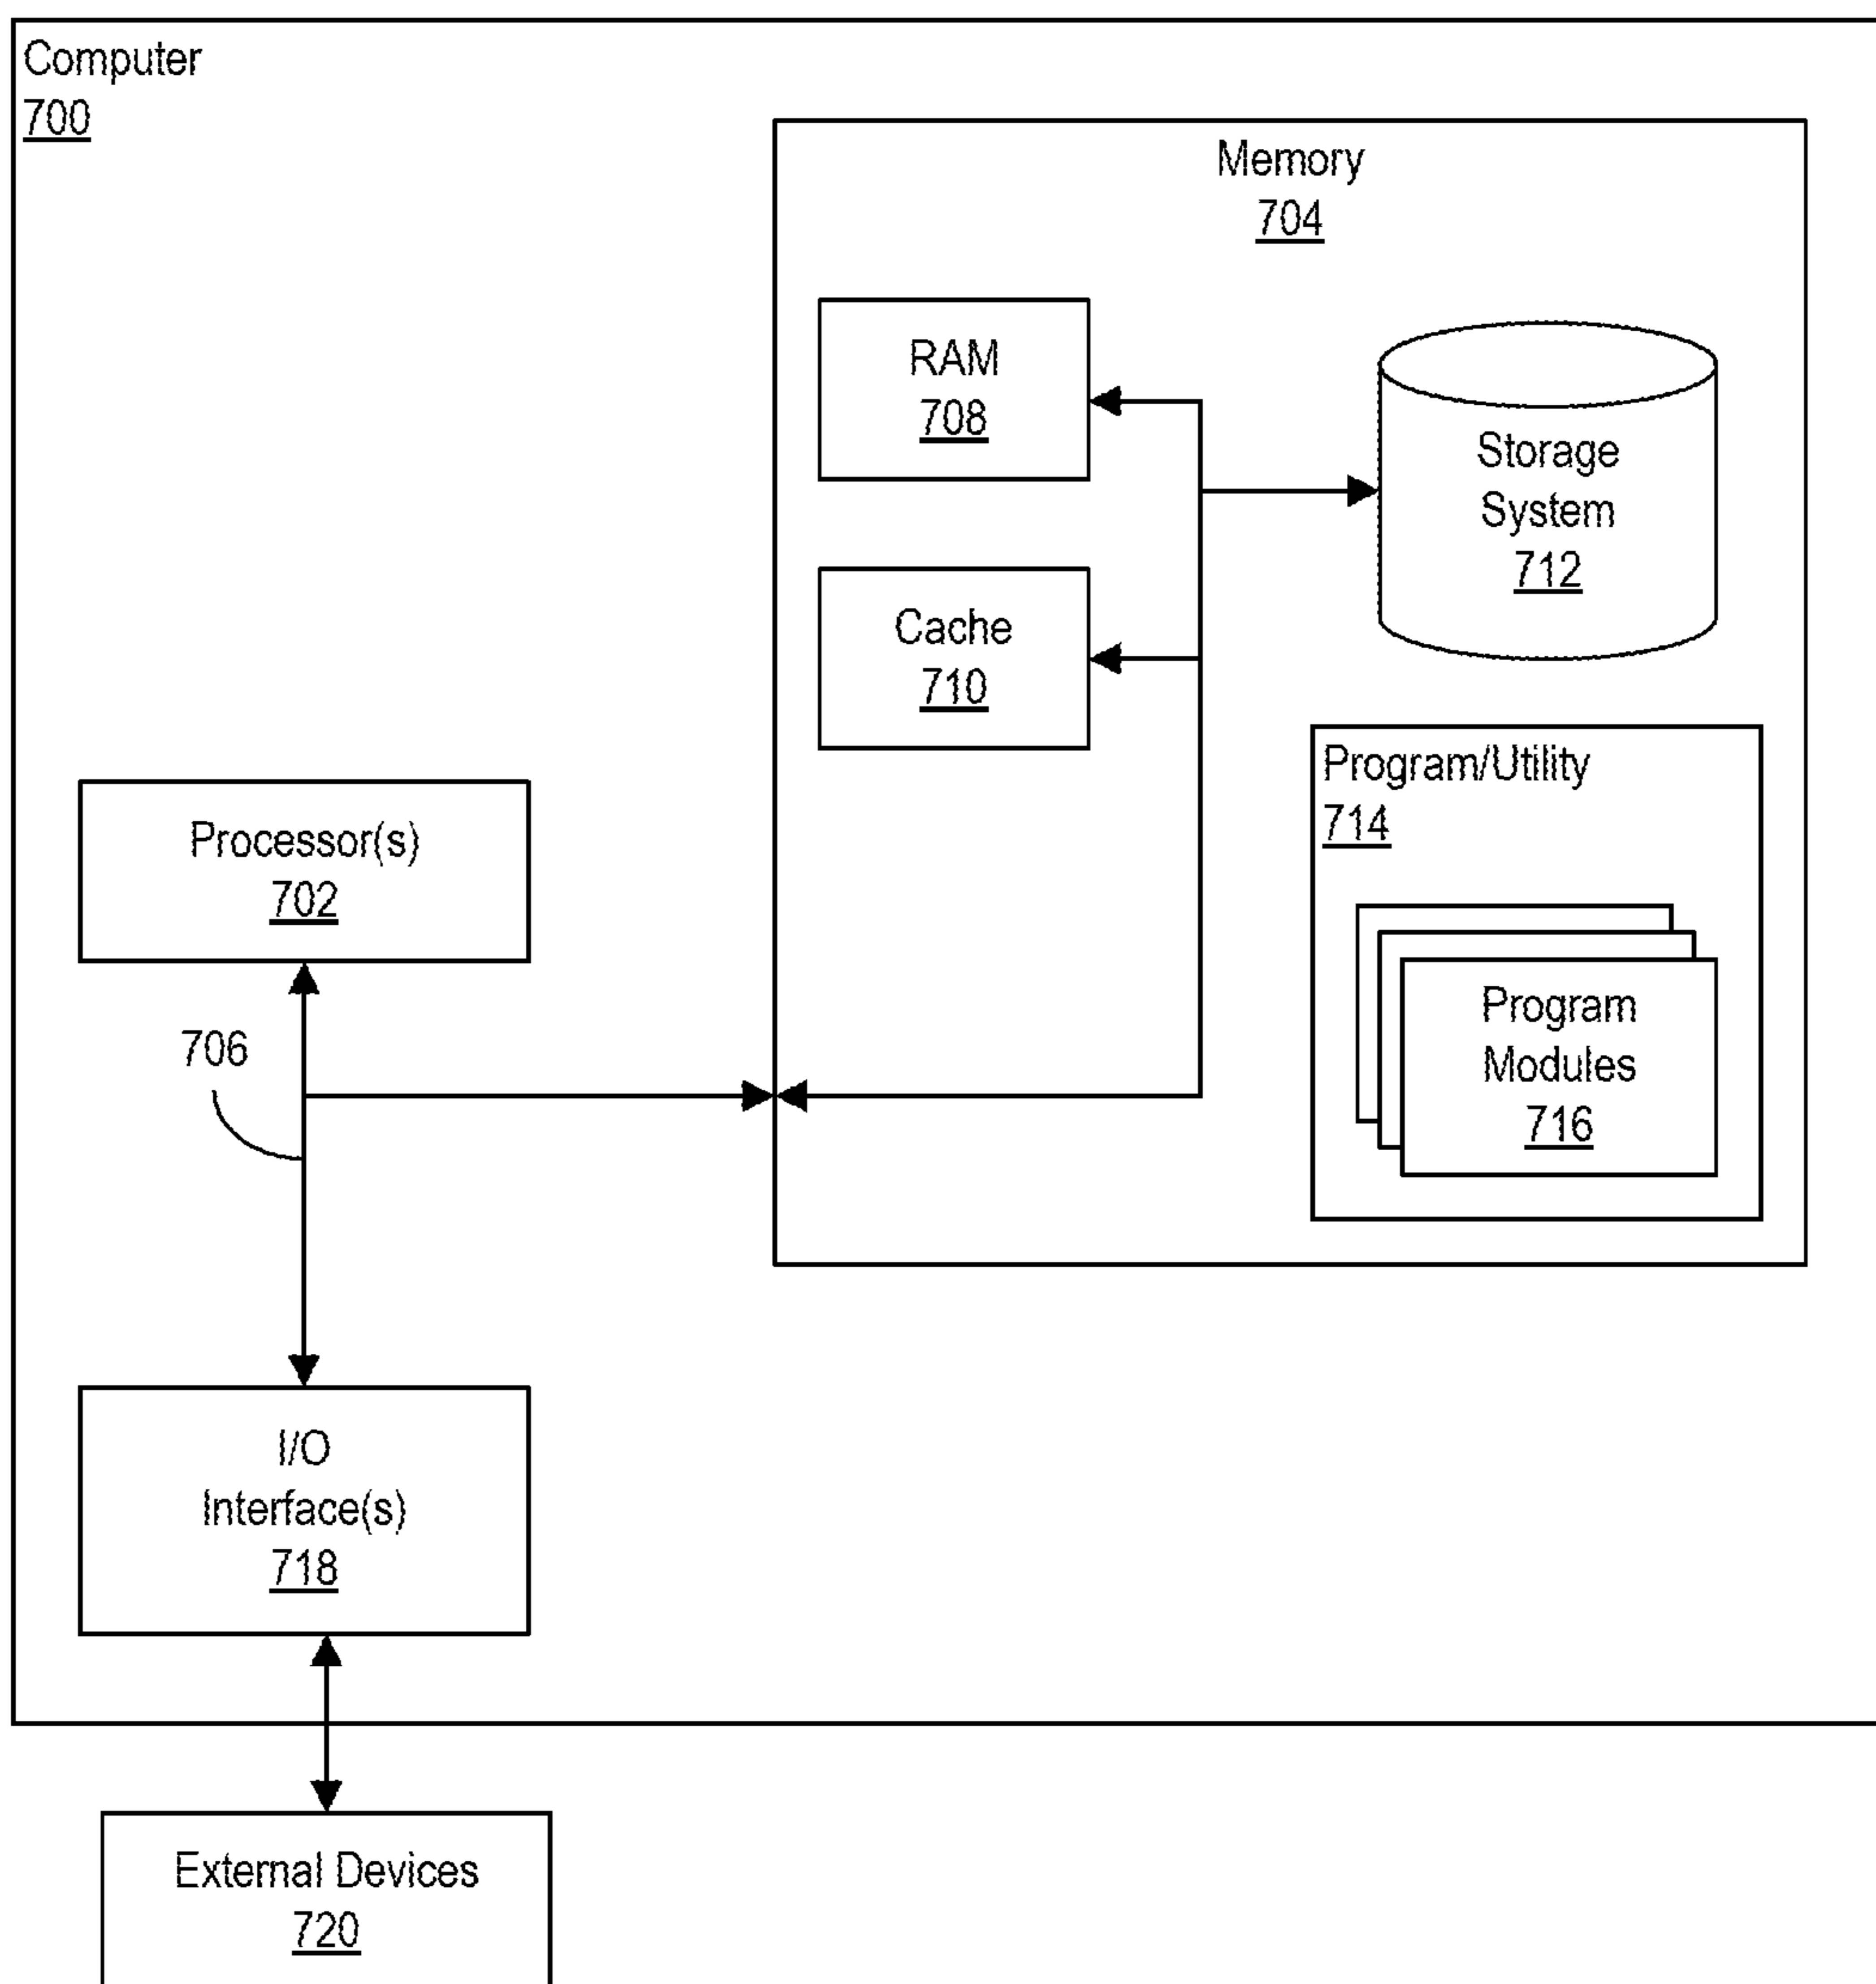 Computer
700
Memory
704
RAM
708
Storage
System
712
Cache
710
Program/Utility
714
Processor(s)
702
Program
Modules
716
706
I/O
Interface(s)
718
External Devices
720